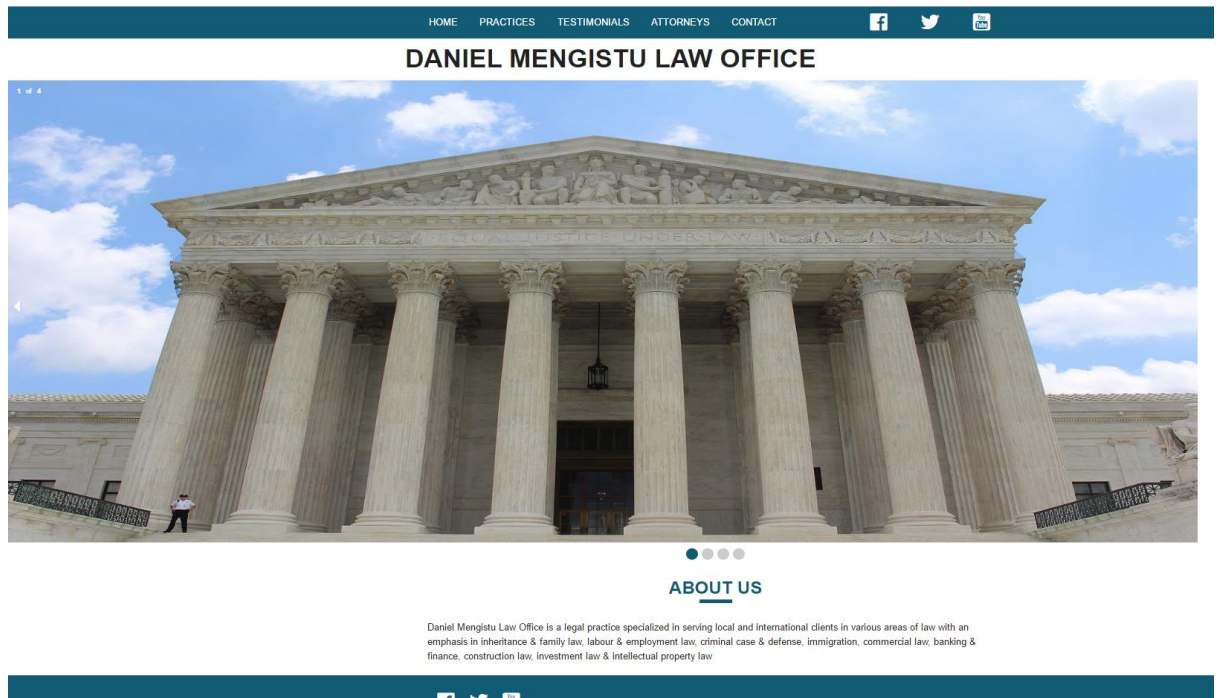 HOME PRACTICES TESTIMONIALS ATTORNEYS CONTACT
You Tube
DANIEL MENGISTU LAW OFFICE
1 of 4
EQUAL JUSTICE UNDER LAW
ABOUT US
Daniel Mengistu Law Office is a legal practice specialized in serving local and international clients in various areas of law with an
emphasis in inheritance & family law, labour & employment law, criminal case & defense, immigration, commercial law, banking &
finance, construction law, investment law & intellectual property law
You